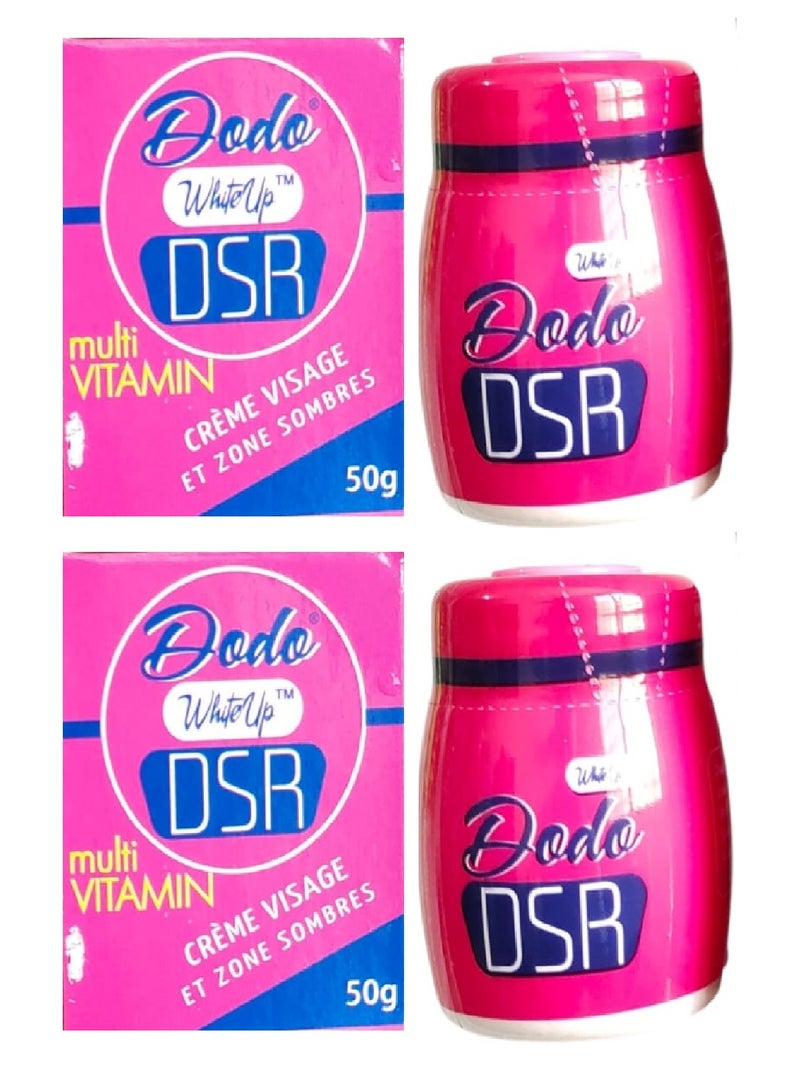 Dodo®
WhiteUp™
DSR
multi
VITAMIN
CRÈME VISAGE
ET ZONE SOMBRES
50g
Dodo
DSR
Dodo®
WhiteUp™
DSR
multi
VITAMIN
CRÈME VISAGE
ET ZONE SOMBRES
50g
Dodo
DSR